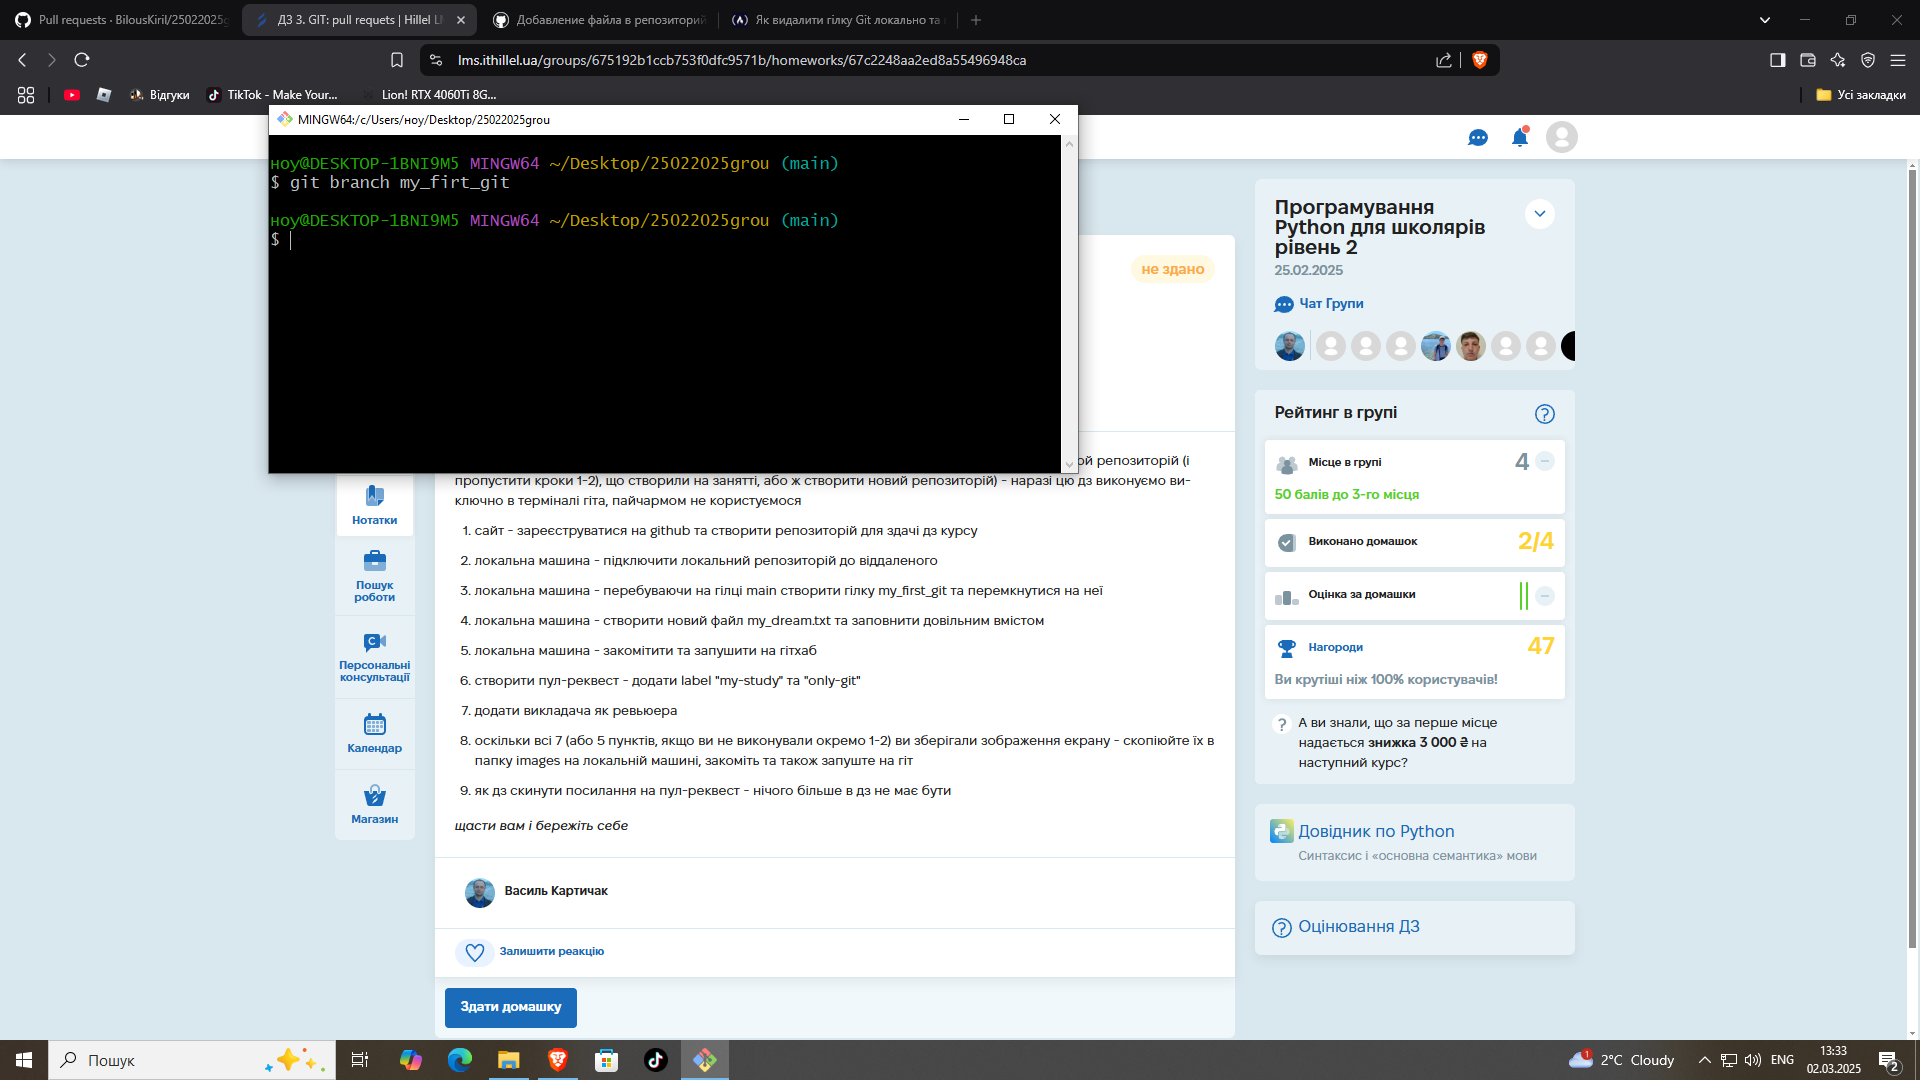 Pull requests · BilousKiril/25022025g
ДЗ 3. GIT: pull requets | Hillel LM
Добавление файла в репозиторий
Як видалити гілку Git локально та
lms.ithillel.ua/groups/675192b1ccb753f0dfc9571b/homeworks/67c2248aa2ed8a55496948ca
Відгуки
TikTok - Make Your...
Lion! RTX 4060Ti 8G...
Усі закладки
MINGW64:/c/Users/ноу/Desktop/25022025grou
ноу@DESKTOP-1BNI9M5 MINGW64 ~/Desktop/25022025grou (main)
$ git branch my_firt_git
ноу@DESKTOP-1BNI9M5 MINGW64 ~/Desktop/25022025grou (main)
$
не здано
ой репозиторій (і
пропустити кроки 1-2), що створили на занятті, або ж створити новий репозиторій) - наразі цю дз виконуємо ви-
ключно в терміналі гіта, пайчармом не користуємося
1. сайт - зареєструватися на github та створити репозиторій для здачі дз курсу
2. локальна машина - підключити локальний репозиторій до віддаленого
3. локальна машина - перебуваючи на гілці main створити гілку my_first_git та перемкнутися на неї
4. локальна машина - створити новий файл my_dream.txt та заповнити довільним вмістом
5. локальна машина - закомітити та запушити на гітхаб
6. створити пул-реквест - додати label "my-study" та "only-git"
7. додати викладача як ревьюера
8. оскільки всі 7 (або 5 пунктів, якщо ви не виконували окремо 1-2) ви зберігали зображення екрану - скопіюйте їх в
папку images на локальній машині, закоміть та також запуште на гіт
9. як дз скинути посилання на пул-реквест - нічого більше в дз не має бути
щасти вам і бережіть себе
Василь Картичак
Залишити реакцію
Здати домашку
Нотатки
Пошук
роботи
Персональні
консультації
Календар
Магазин
Програмування
Python для школярів
рівень 2
25.02.2025
Чат Групи
Рейтинг в групі
Місце в групі
4
50 балів до 3-го місця
Виконано домашок
2/4
Оцінка за домашки
Нагороди
47
Ви крутіші ніж 100% користувачів!
А ви знали, що за перше місце
надається знижка 3 000 ₴ на
наступний курс?
Довідник по Python
Синтаксис і «основна семантика» мови
Оцінювання ДЗ
Пошук
1
2°C Cloudy
ENG
13:33
02.03.2025
2